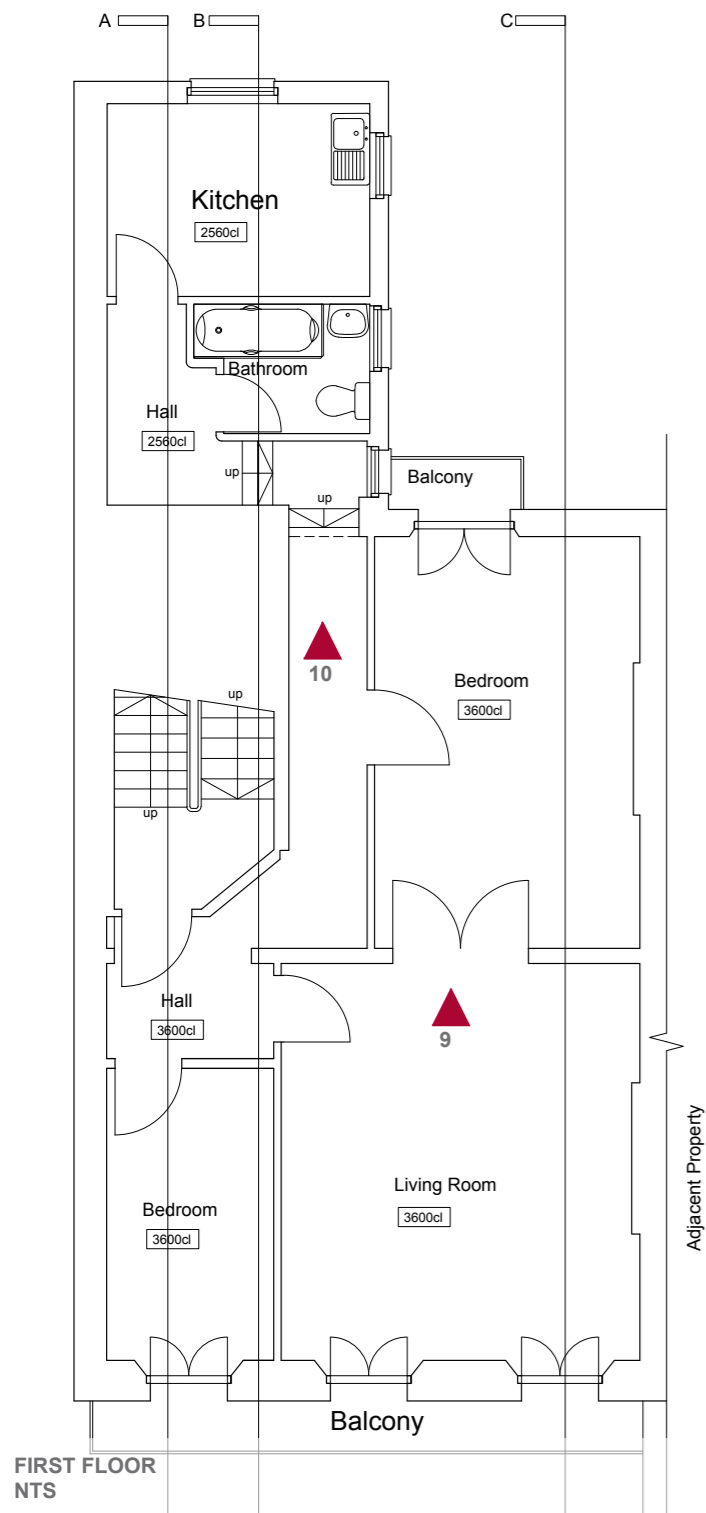 A B C
Kitchen
2560cl
Bathroom
Hall
2560cl
up
up
Balcony
10
Bedroom
3600cl
up
up
Hall
3600cl
9
Living Room
3600cl
Bedroom
3600cl
Adjacent Property
Balcony
FIRST FLOOR
NTS